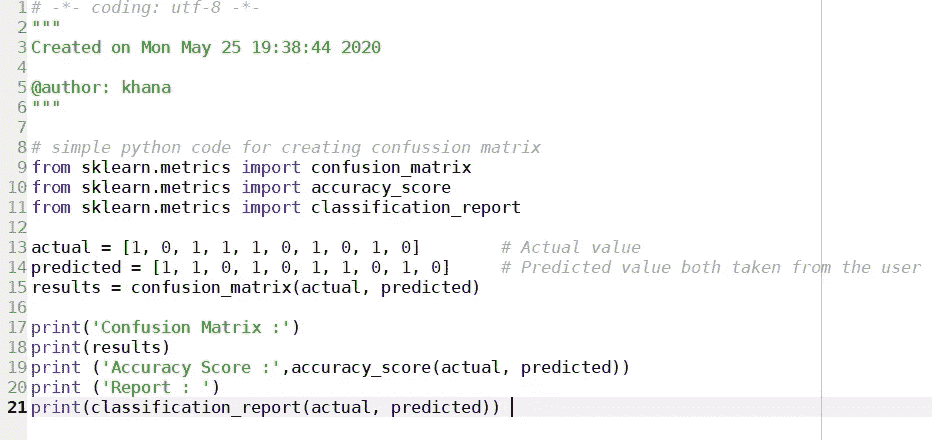 1 # -*- coding: utf-8 -*-
2 """
3 Created on Mon May 25 19:38:44 2020
4
5 @author: khana
6 """
7
8 # simple python code for creating confussion matrix
9 from sklearn.metrics import confusion_matrix
10 from sklearn.metrics import accuracy_score
11 from sklearn.metrics import classification_report
12
13 actual = [1, 0, 1, 1, 1, 0, 1, 0, 1, 0]        # Actual value
14 predicted = [1, 1, 0, 1, 0, 1, 1, 0, 1, 0]     # Predicted value both taken from the user
15 results = confusion_matrix(actual, predicted)
16
17 print('Confusion Matrix :')
18 print(results)
19 print ('Accuracy Score :',accuracy_score(actual, predicted))
20 print ('Report : ')
21 print(classification_report(actual, predicted))